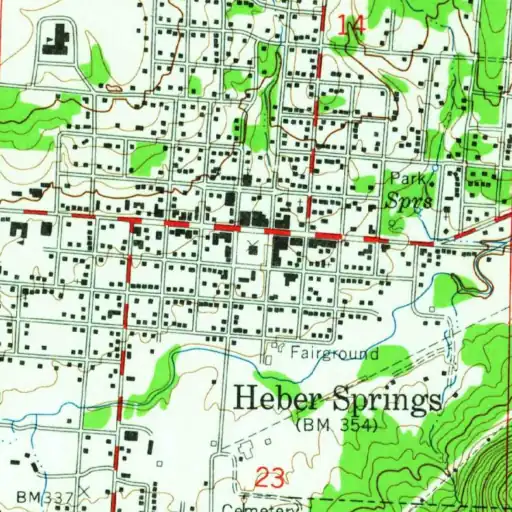 14
Park
Sprs
Fairground
Heber Springs
(BM 354)
23
BM337
Cemetery